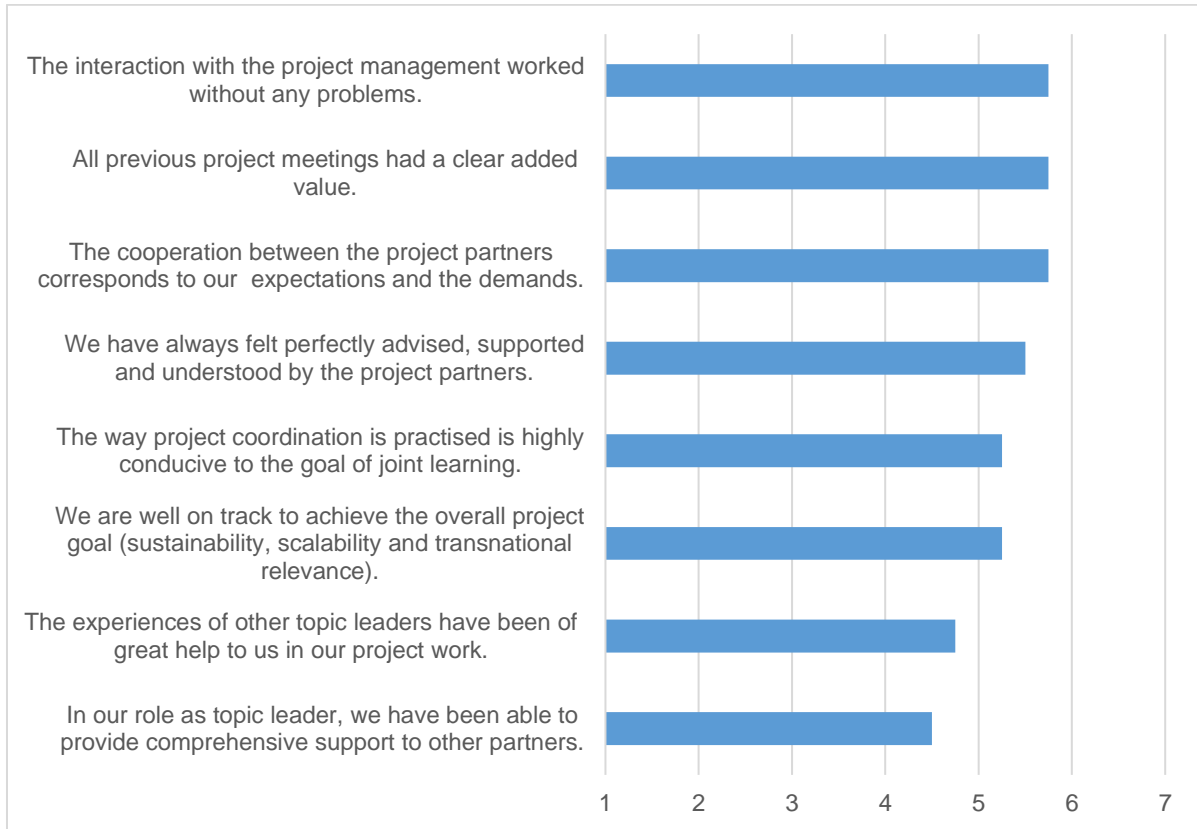 The interaction with the project management worked
without any problems.
All previous project meetings had a clear added
value.
The cooperation between the project partners
corresponds to our  expectations and the demands.
We have always felt perfectly advised, supported
and understood by the project partners.
The way project coordination is practised is highly
conducive to the goal of joint learning.
We are well on track to achieve the overall project
goal (sustainability, scalability and transnational
relevance).
The experiences of other topic leaders have been of
great help to us in our project work.
In our role as topic leader, we have been able to
provide comprehensive support to other partners.
1 2 3 4 5 6 7